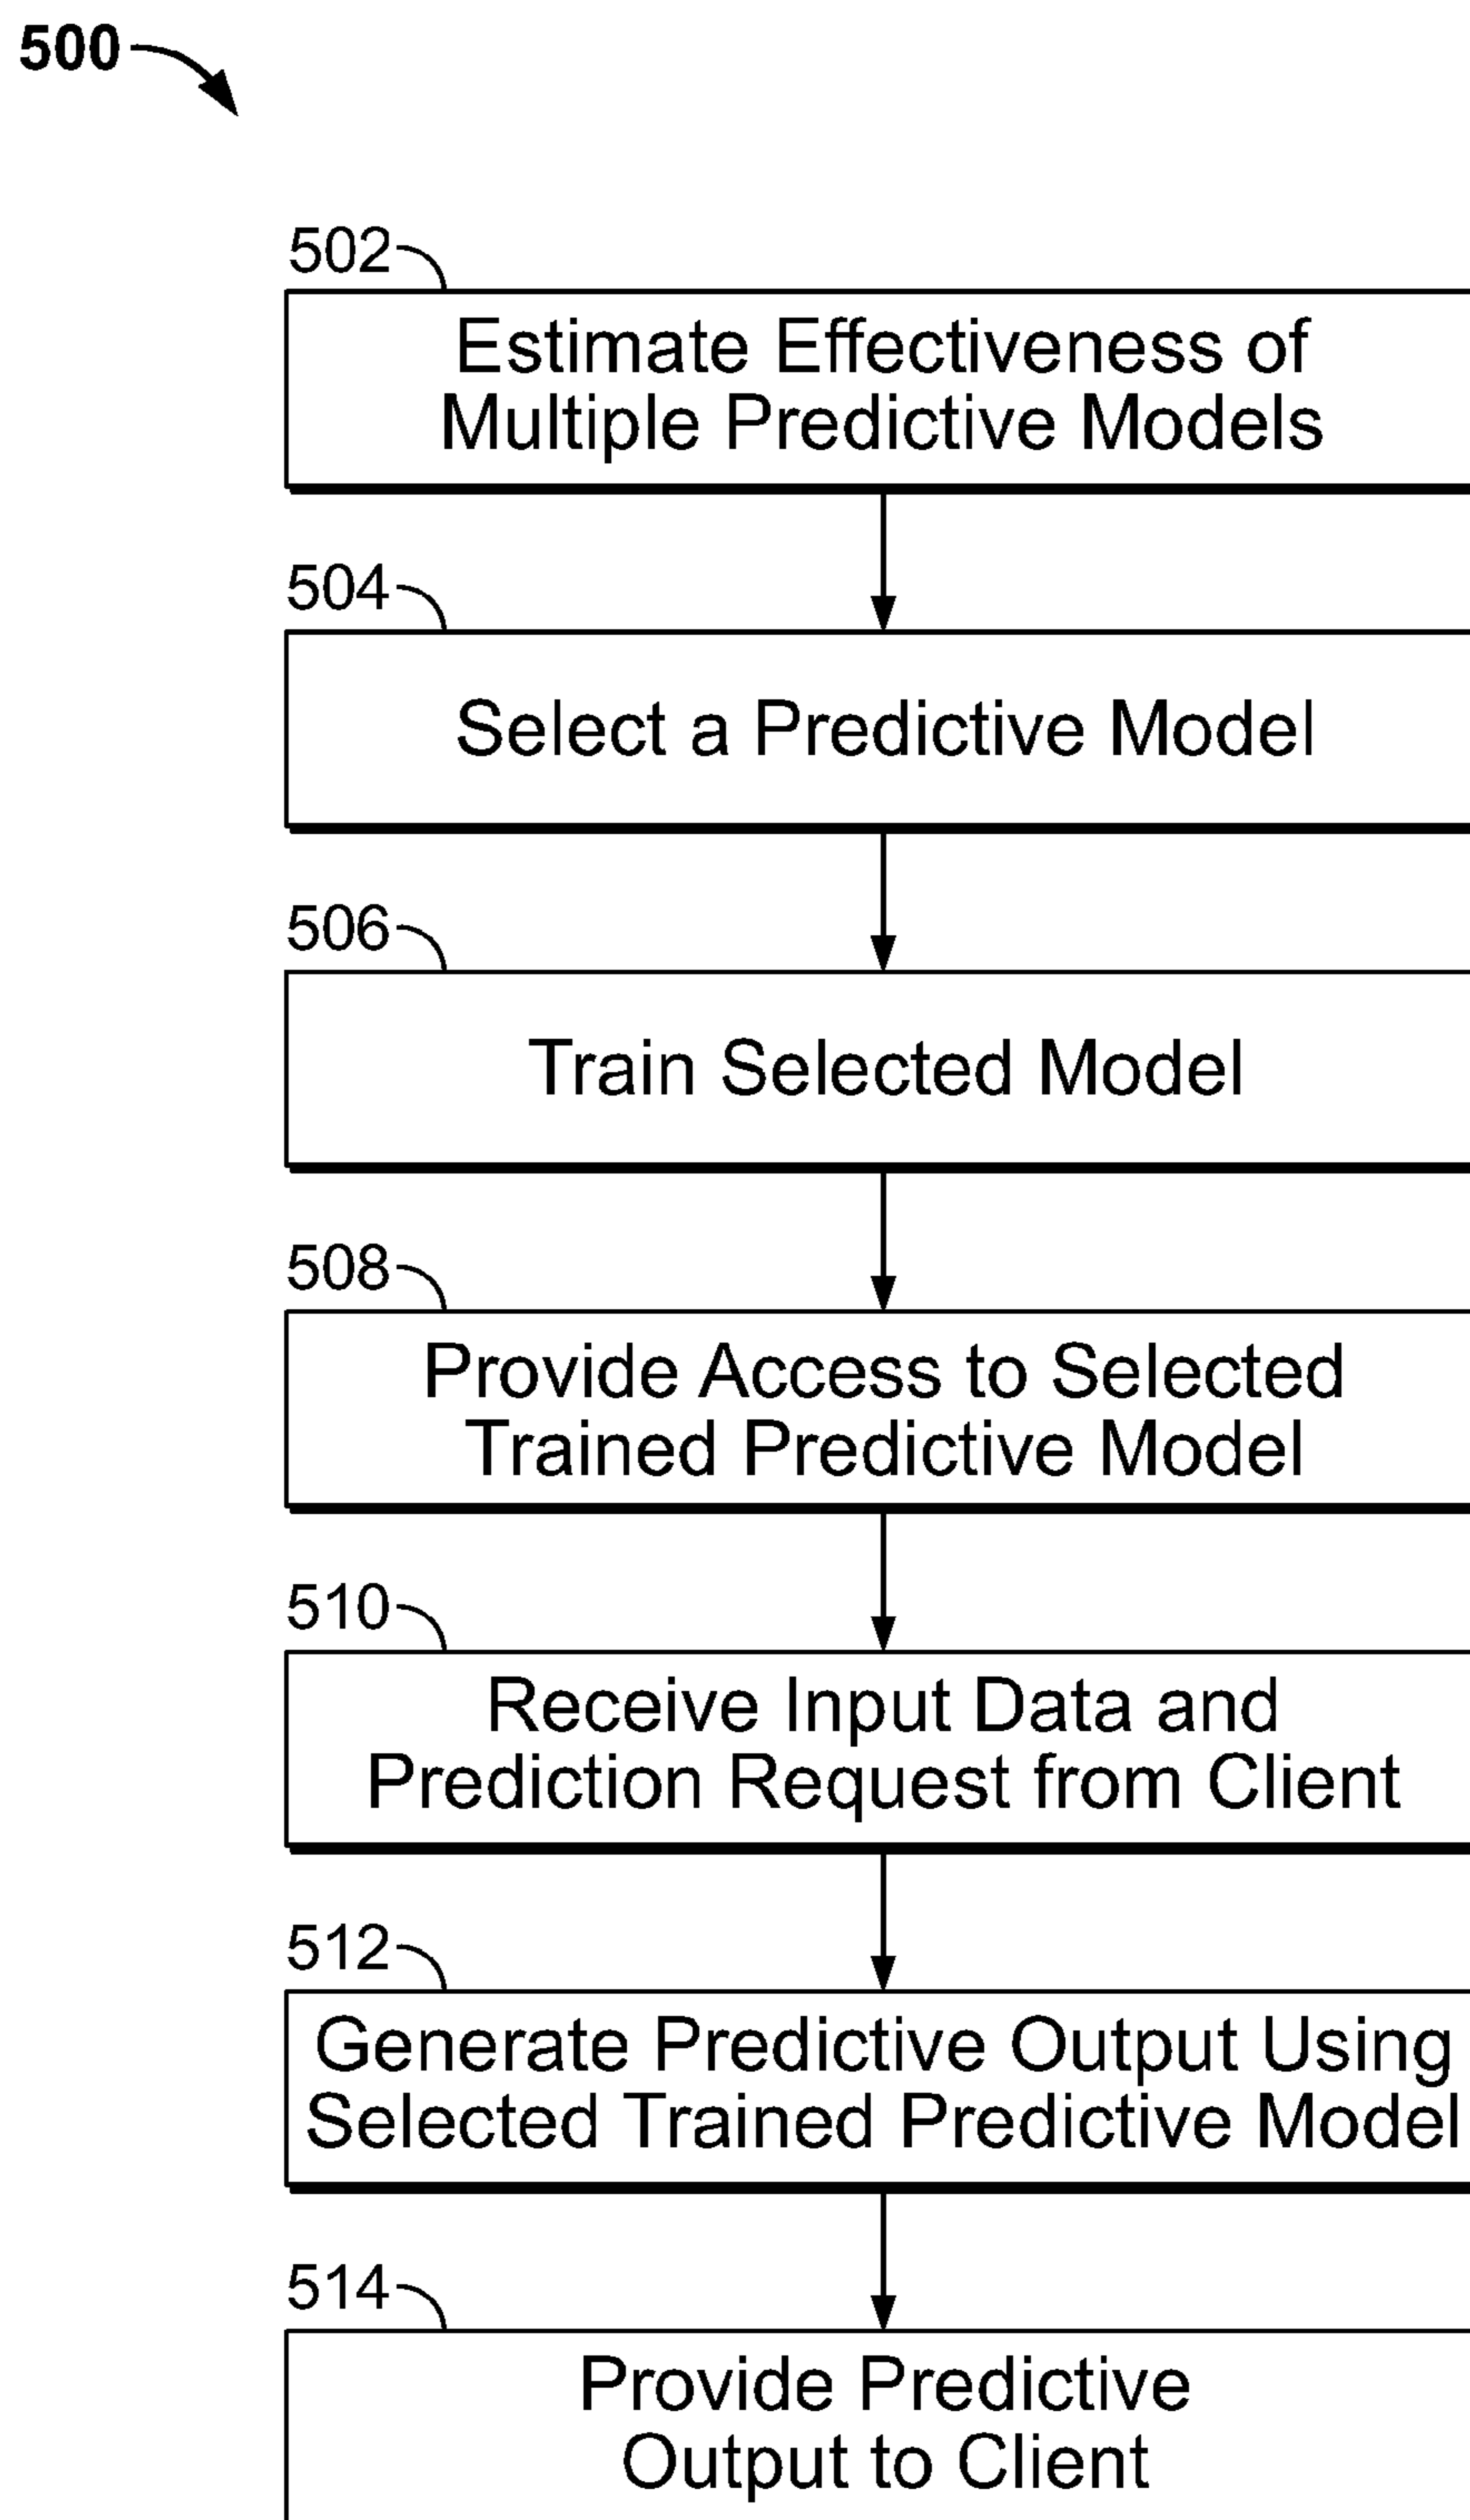 500
502
Estimate Effectiveness of
Multiple Predictive Models
504
Select a Predictive Model
506
Train Selected Model
508
Provide Access to Selected
Trained Predictive Model
510
Receive Input Data and
Prediction Request from Client
512
Generate Predictive Output Using
Selected Trained Predictive Model
514
Provide Predictive
Output to Client